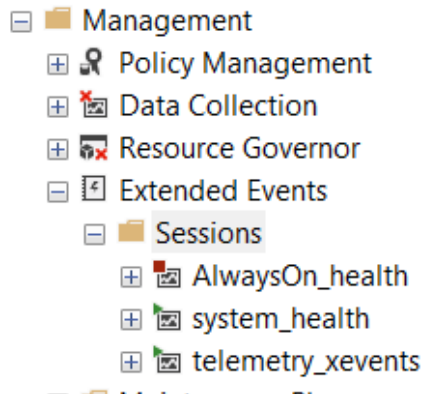 Management
Policy Management
Data Collection
Resource Governor
Extended Events
Sessions
AlwaysOn_health
system_health
telemetry_xevents